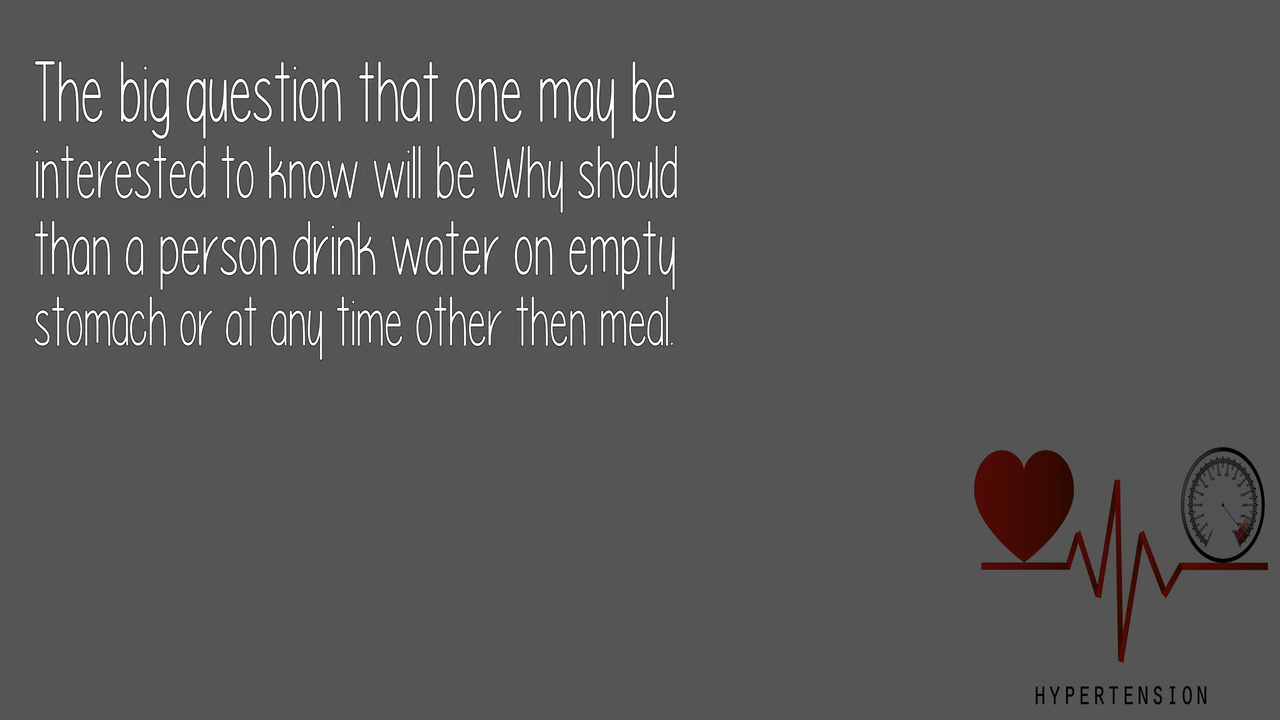 The big question that one may be
interested to know will be Why should
than a person drink water on empty
stomach or at any time other then meal.
HYPERTENSION